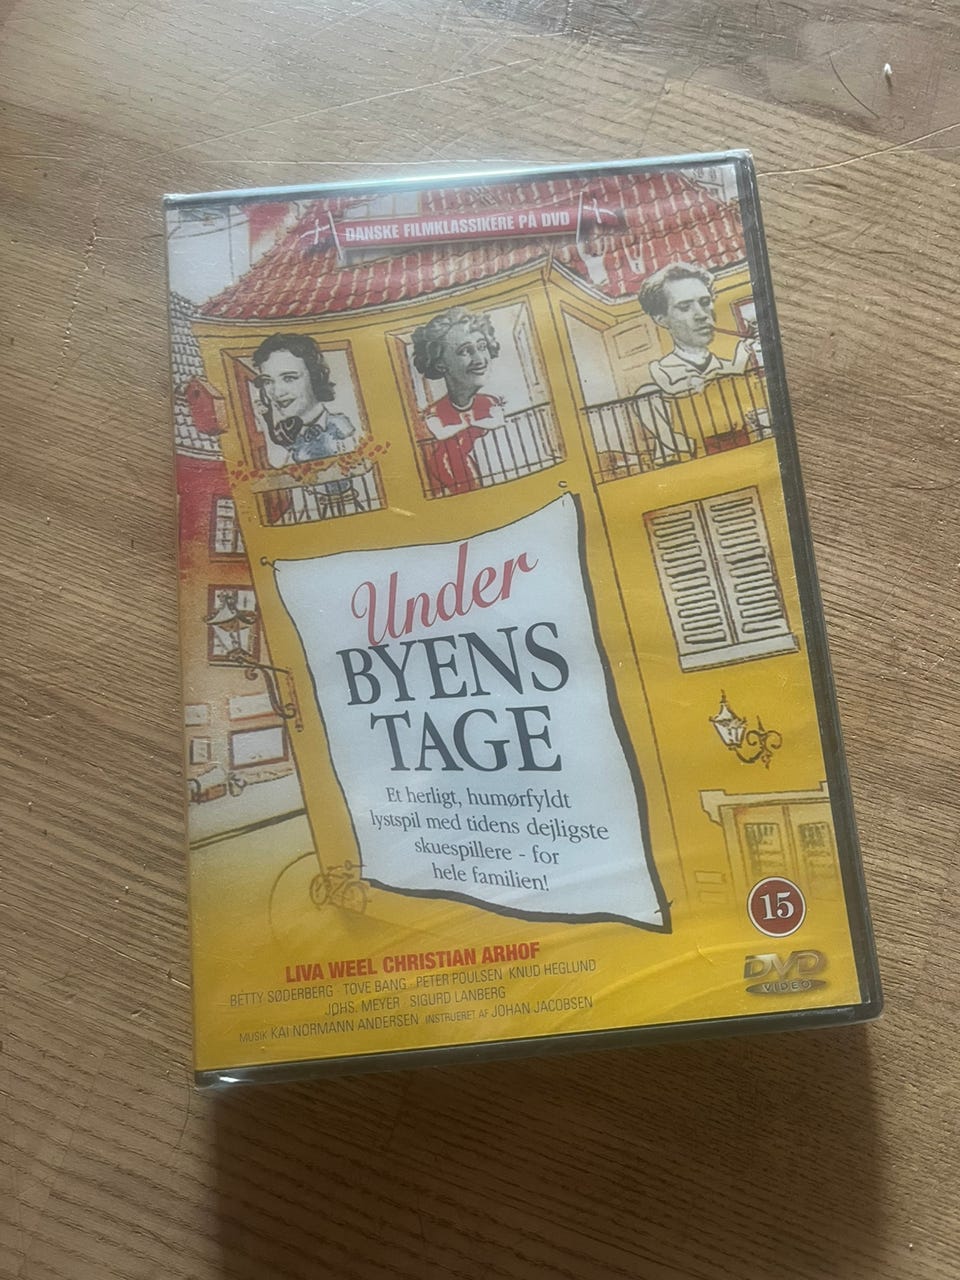 DANSKE FILMKLASSIKERE PÅ DVD
Under
BYENS
TAGE
Et herligt, humørfyldt
lystspil med tidens dejligste
skuespillere - for
hele familien!
15
DVD
VIDEO
LIVA WEEL CHRISTIAN ARHOF
BETTY SØDERBERG · TOVE BANG · PETER POULSEN · KNUD HEGLUND
JOHS. MEYER · SIGURD LANBERG
MUSIK KAI NORMANN ANDERSEN INSTRUERET AF JOHAN JACOBSEN